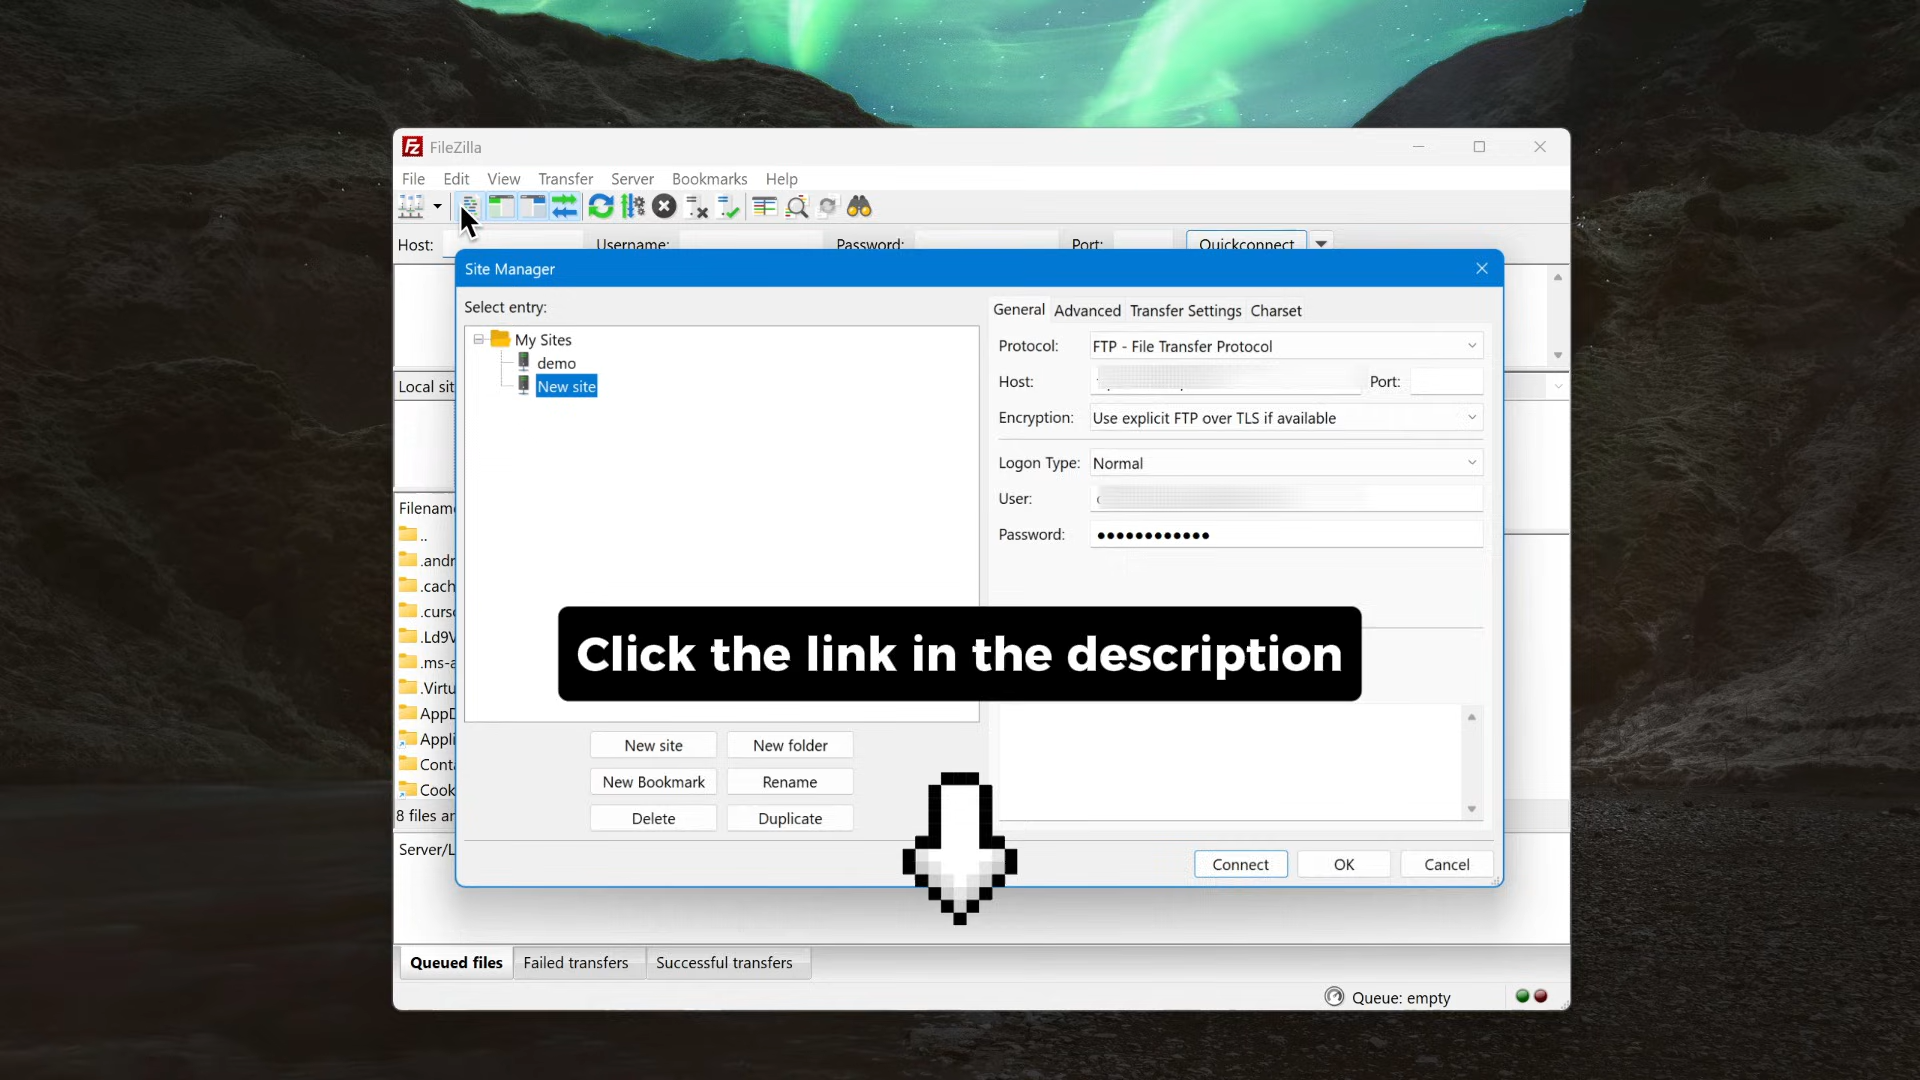 FileZilla
File Edit View Transfer Server Bookmarks Help
Host: Username: Password: Port: Quickconnect
Site Manager
Select entry:
My Sites
demo
New site
General Advanced Transfer Settings Charset
Protocol: FTP - File Transfer Protocol
Host: Port:
Encryption: Use explicit FTP over TLS if available
Logon Type: Normal
User:
Password: ●●●●●●●●●●●●
Local sit
Filename
..
.andr
.cach
.curso
.Ld9V
.ms-a
.Virtu
AppD
Appli
Conta
Cook
8 files an
Server/L
Click the link in the description
New site New folder
New Bookmark Rename
Delete Duplicate
Connect OK Cancel
Queued files Failed transfers Successful transfers
Queue: empty